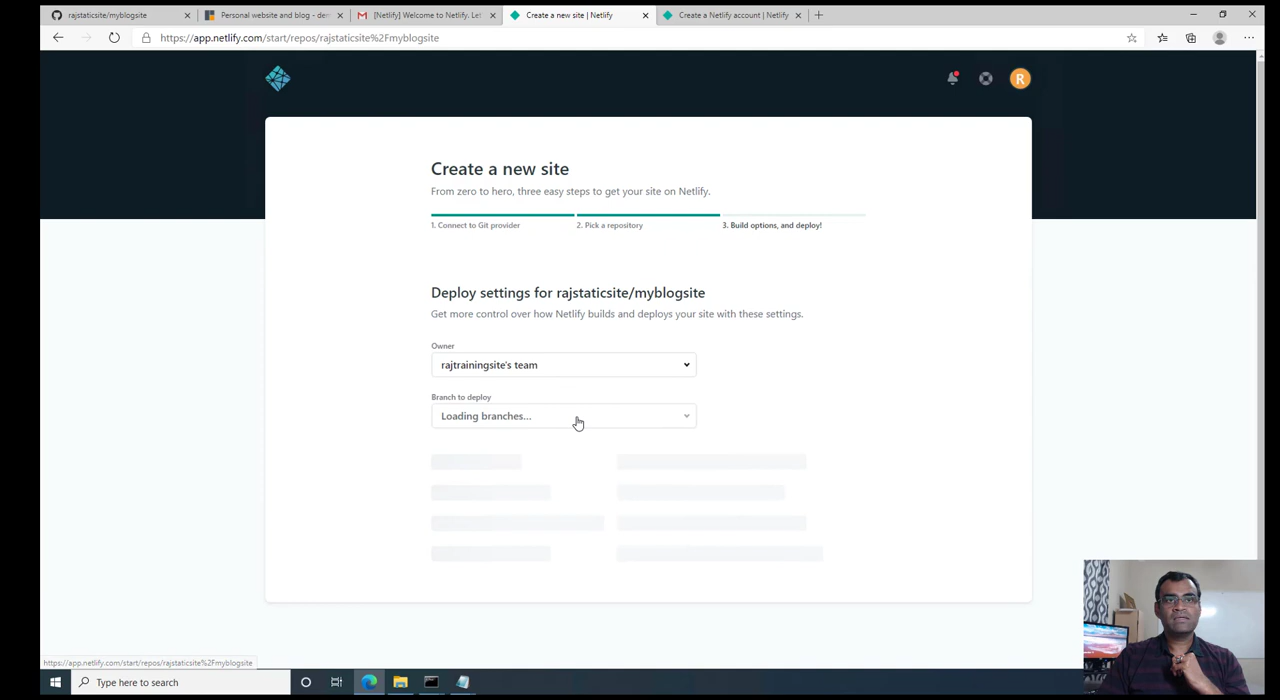 rajstaticsite/myblogsite
Personal website and blog - der
[Netlify] Welcome to Netlify. Let
Create a new site | Netlify
Create a Netlify account | Netlify
https://app.netlify.com/start/repos/rajstaticsite%2Fmyblogsite
R
Create a new site
From zero to hero, three easy steps to get your site on Netlify.
1. Connect to Git provider
2. Pick a repository
3. Build options, and deploy!
Deploy settings for rajstaticsite/myblogsite
Get more control over how Netlify builds and deploys your site with these settings.
Owner
rajtrainingsite's team
Branch to deploy
Loading branches...
https://app.netlify.com/start/repos/rajstaticsite%2Fmyblogsite
Type here to search